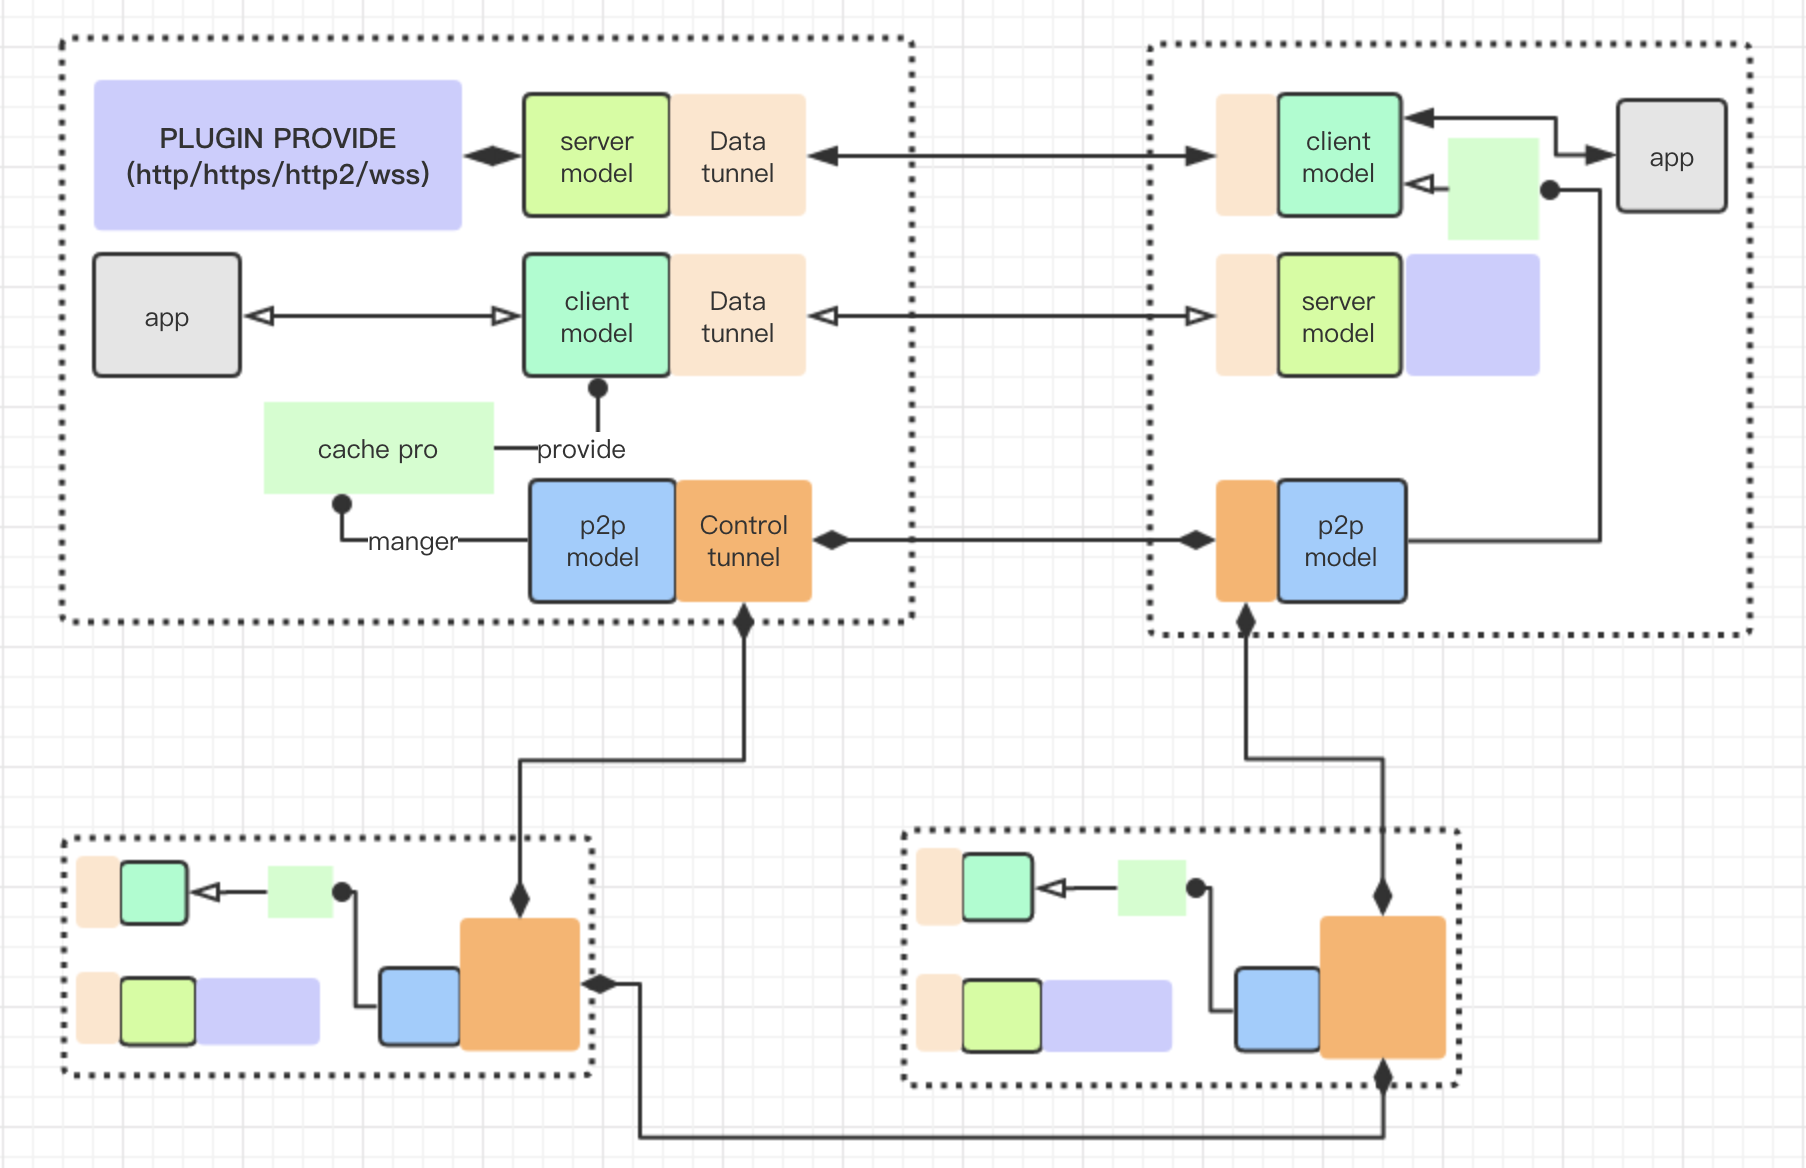 PLUGIN PROVIDE
(http/https/http2/wss)
server
model
Data
tunnel
app
client
model
Data
tunnel
cache pro
provide
manger
p2p
model
Control
tunnel
client
model
app
server
model
p2p
model